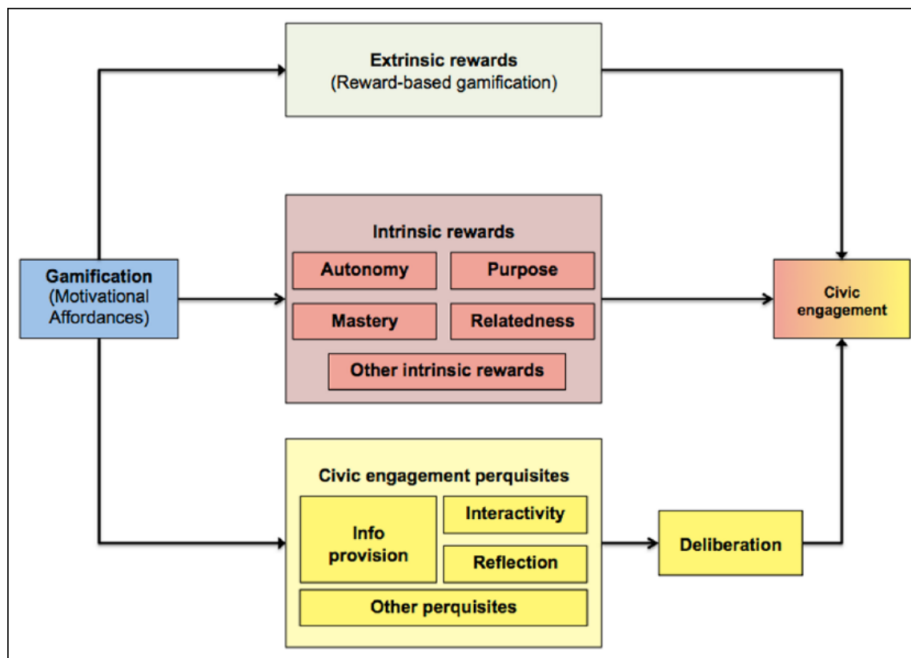 Extrinsic rewards
(Reward-based gamification)
Intrinsic rewards
Autonomy
Purpose
Mastery
Relatedness
Other intrinsic rewards
Gamification
(Motivational
Affordances)
Civic
engagement
Civic engagement perquisites
Info
provision
Interactivity
Reflection
Other perquisites
Deliberation